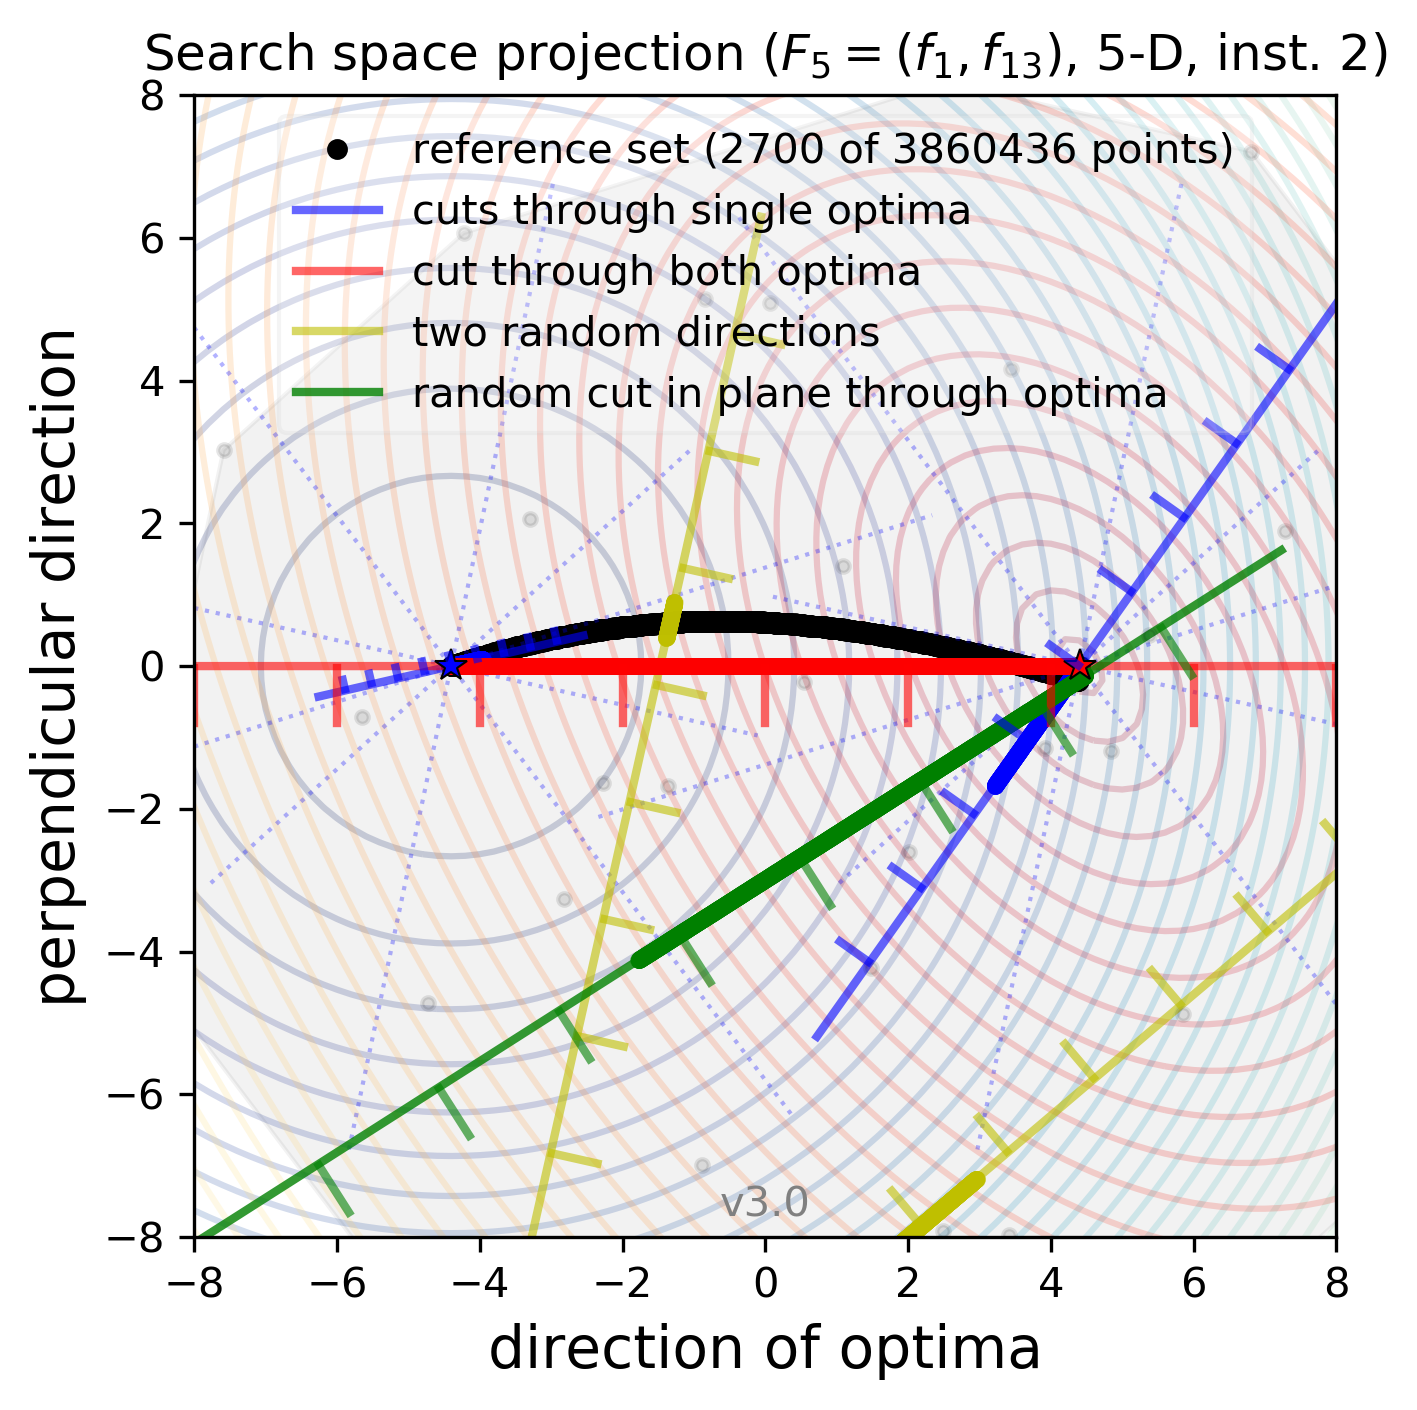 Search space projection (F5 = (f1, f13), 5-D, inst. 2)
8
6
4
2
0
−2
−4
−6
−8
perpendicular direction
reference set (2700 of 3860436 points)
cuts through single optima
cut through both optima
two random directions
random cut in plane through optima
v3.0
−8 −6 −4 −2 0 2 4 6 8
direction of optima